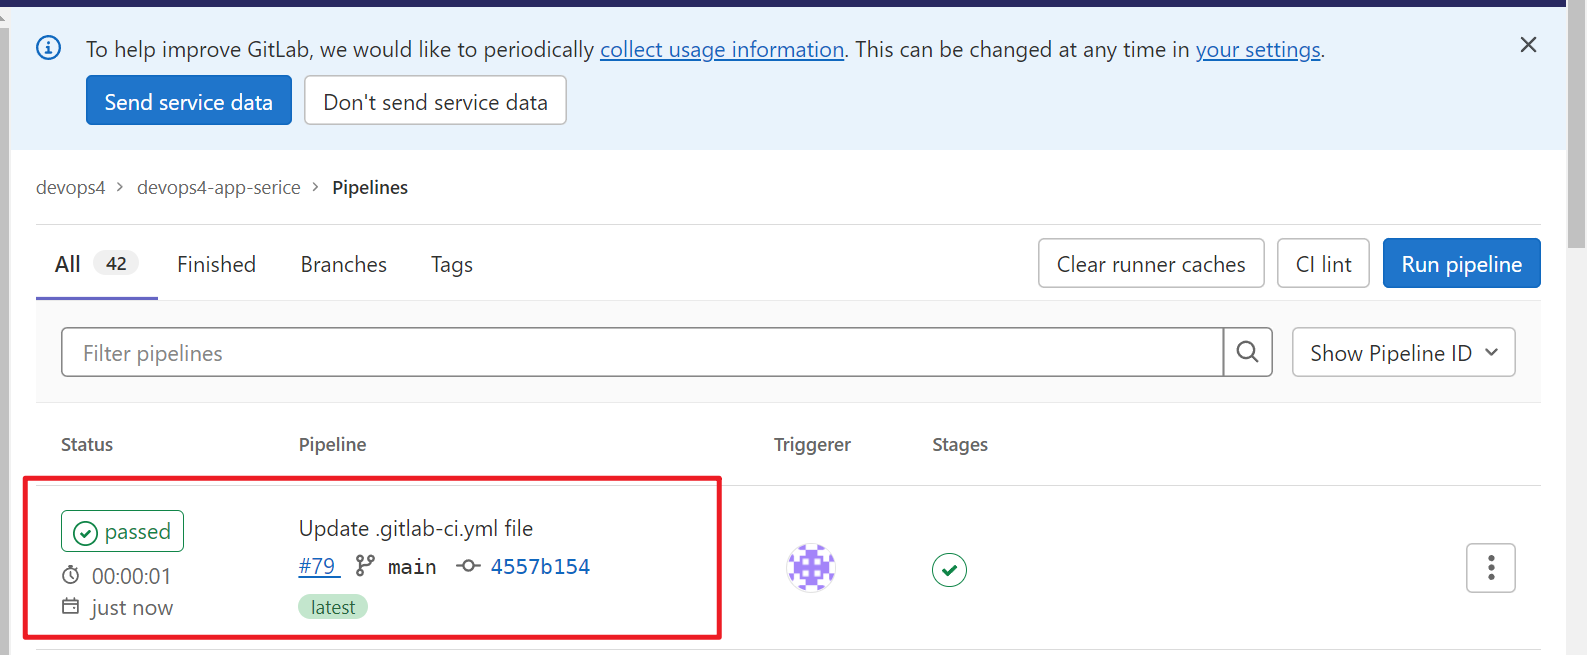 To help improve GitLab, we would like to periodically collect usage information. This can be changed at any time in your settings.
Send service data Don't send service data
devops4 > devops4-app-serice > Pipelines
All 42 Finished Branches Tags Clear runner caches CI lint Run pipeline
Filter pipelines Show Pipeline ID
Status Pipeline Triggerer Stages
passed Update .gitlab-ci.yml file
00:00:01 #79 main 4557b154
just now latest